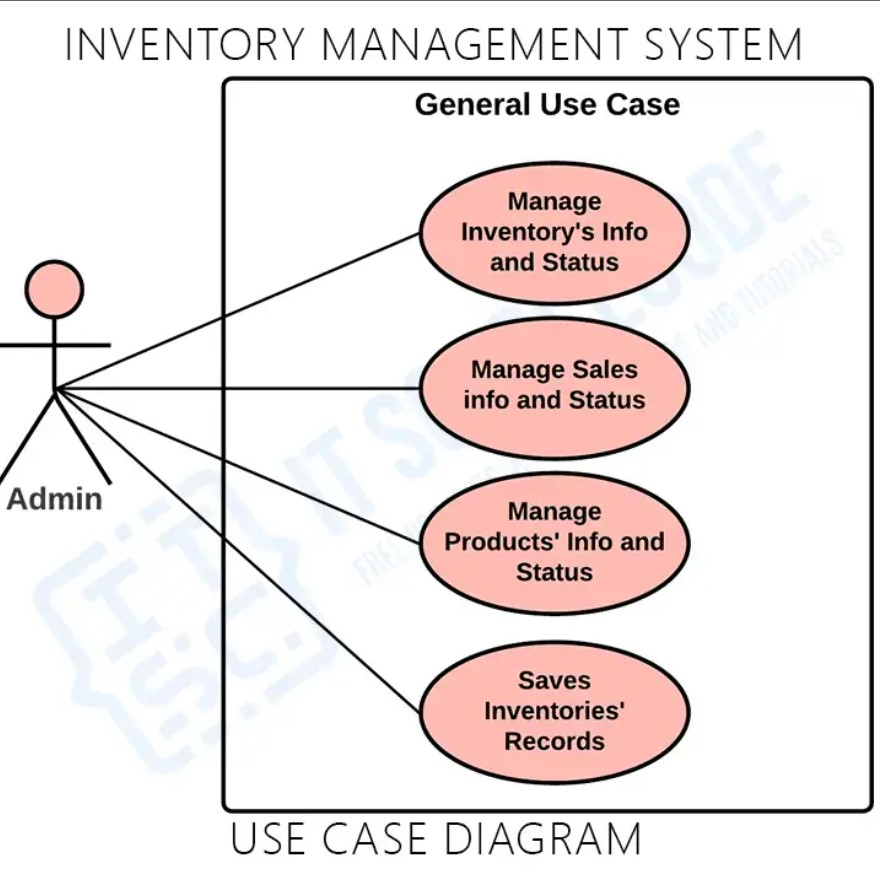 INVENTORY MANAGEMENT SYSTEM
General Use Case
Manage
Inventory's Info
and Status
Manage Sales
info and Status
Manage
Products' Info and
Status
Saves
Inventories'
Records
Admin
USE CASE DIAGRAM